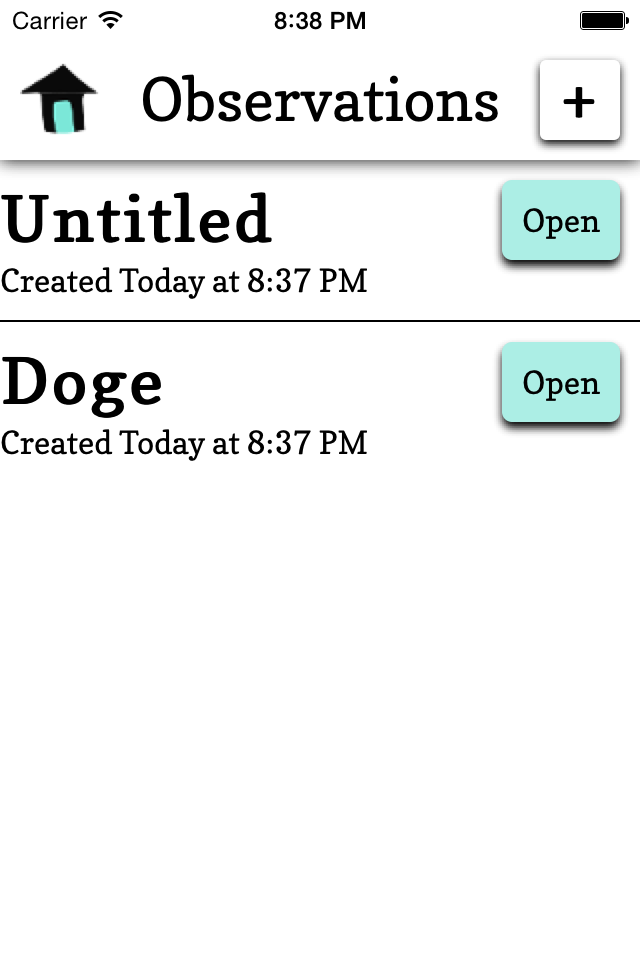 Carrier 8:38 PM
Observations +
Untitled Open
Created Today at 8:37 PM
Doge Open
Created Today at 8:37 PM